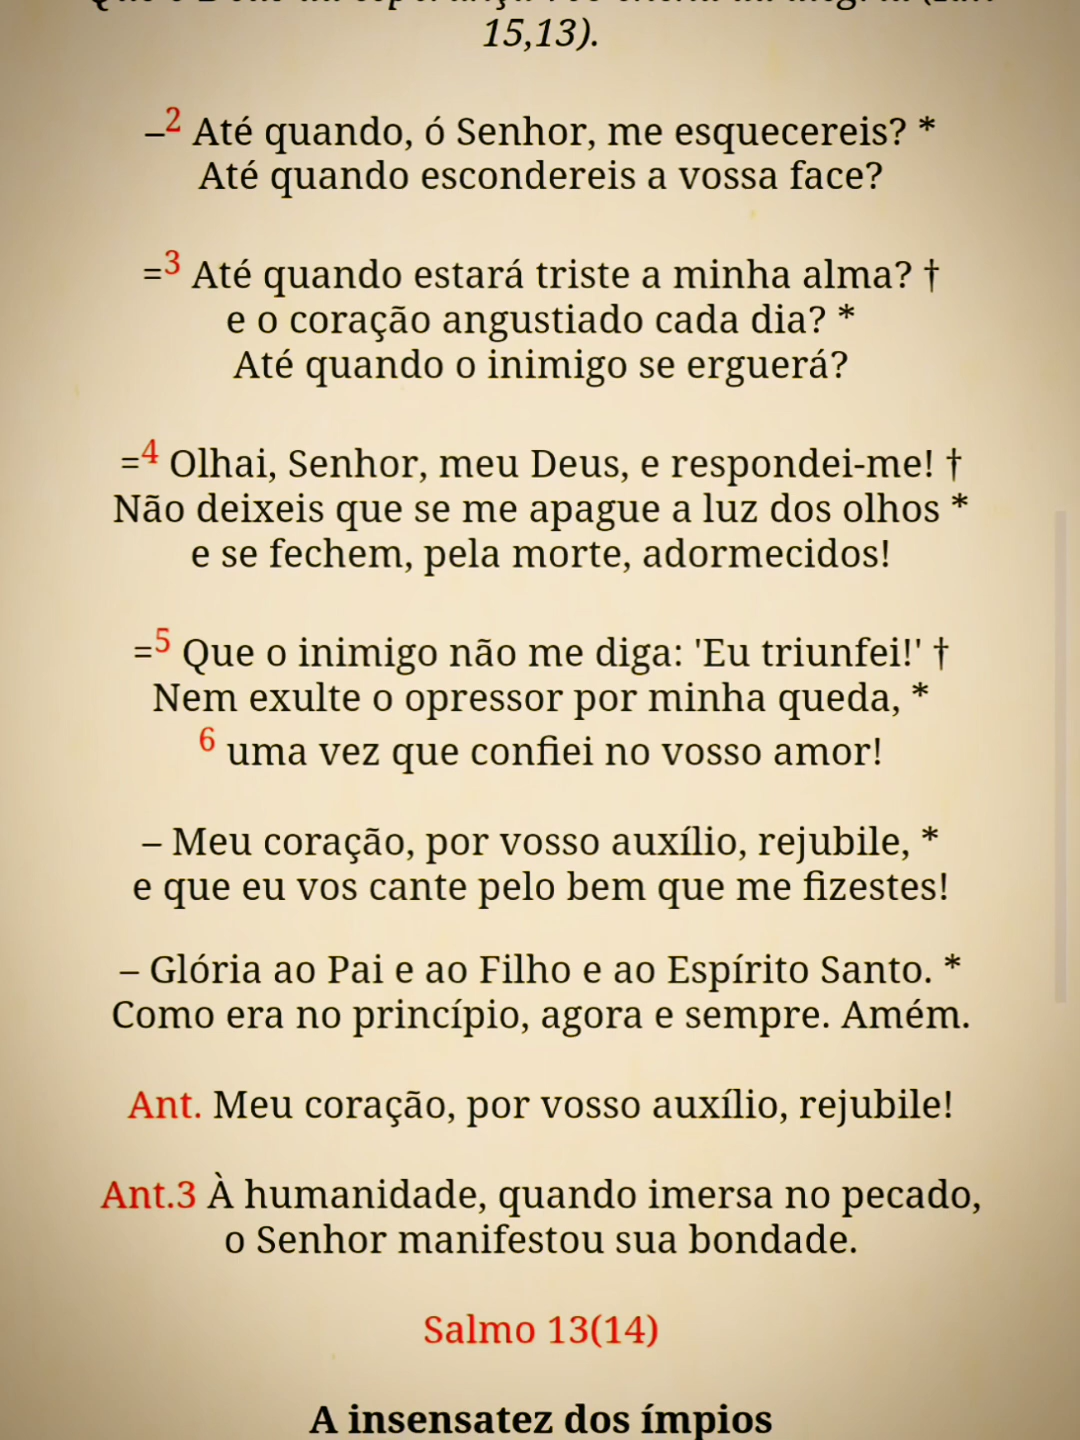 15,13).
–2 Até quando, ó Senhor, me esquecereis? *
Até quando escondereis a vossa face?
=3 Até quando estará triste a minha alma? †
e o coração angustiado cada dia? *
Até quando o inimigo se erguerá?
=4 Olhai, Senhor, meu Deus, e respondei-me! †
Não deixeis que se me apague a luz dos olhos *
e se fechem, pela morte, adormecidos!
=5 Que o inimigo não me diga: 'Eu triunfei!' †
Nem exulte o opressor por minha queda, *
6 uma vez que confiei no vosso amor!
– Meu coração, por vosso auxílio, rejubile, *
e que eu vos cante pelo bem que me fizestes!
– Glória ao Pai e ao Filho e ao Espírito Santo. *
Como era no princípio, agora e sempre. Amém.
Ant. Meu coração, por vosso auxílio, rejubile!
Ant.3 À humanidade, quando imersa no pecado,
o Senhor manifestou sua bondade.
Salmo 13(14)
A insensatez dos ímpios